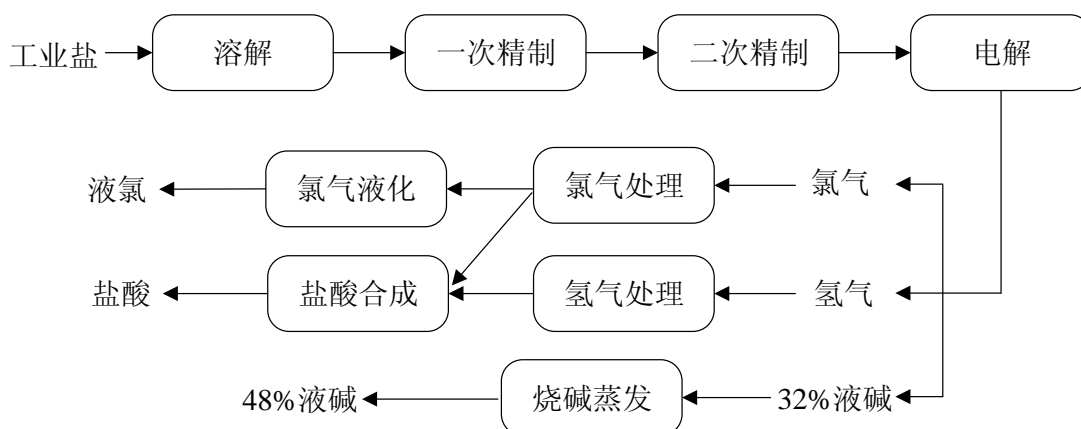 工业盐 溶解 一次精制 二次精制 电解
液氯 氯气液化 氯气处理 氯气
盐酸 盐酸合成 氢气处理 氢气
48%液碱 烧碱蒸发 32%液碱